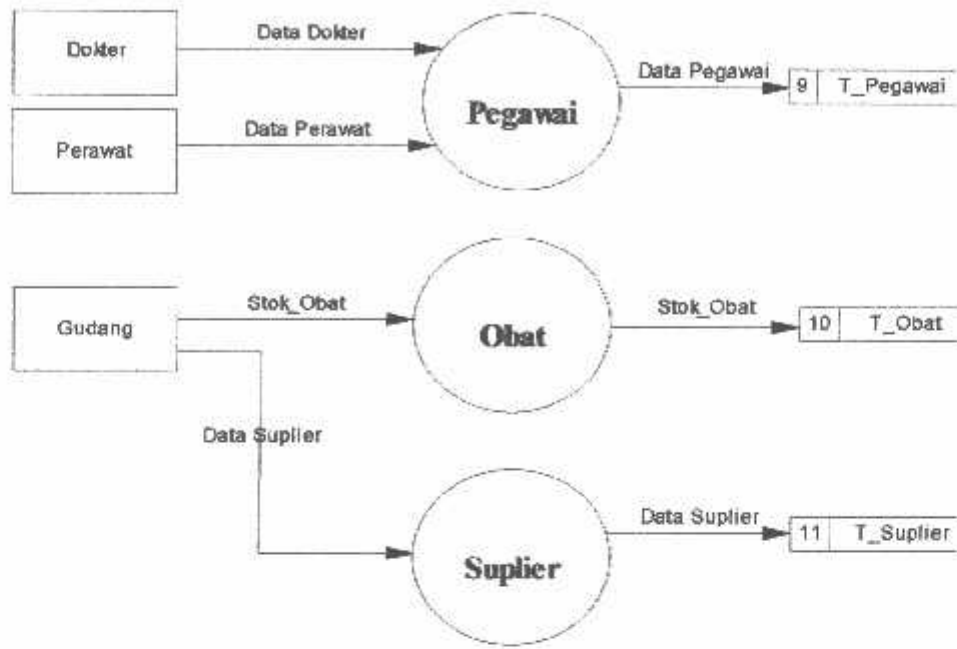 Dokter
Data Dokter
Pegawai
Data Pegawai
9 T_Pegawai
Perawat
Data Perawat
Gudang
Stok_Obat
Obat
Stok_Obat
10 T_Obat
Data Suplier
Suplier
Data Suplier
11 T_Suplier